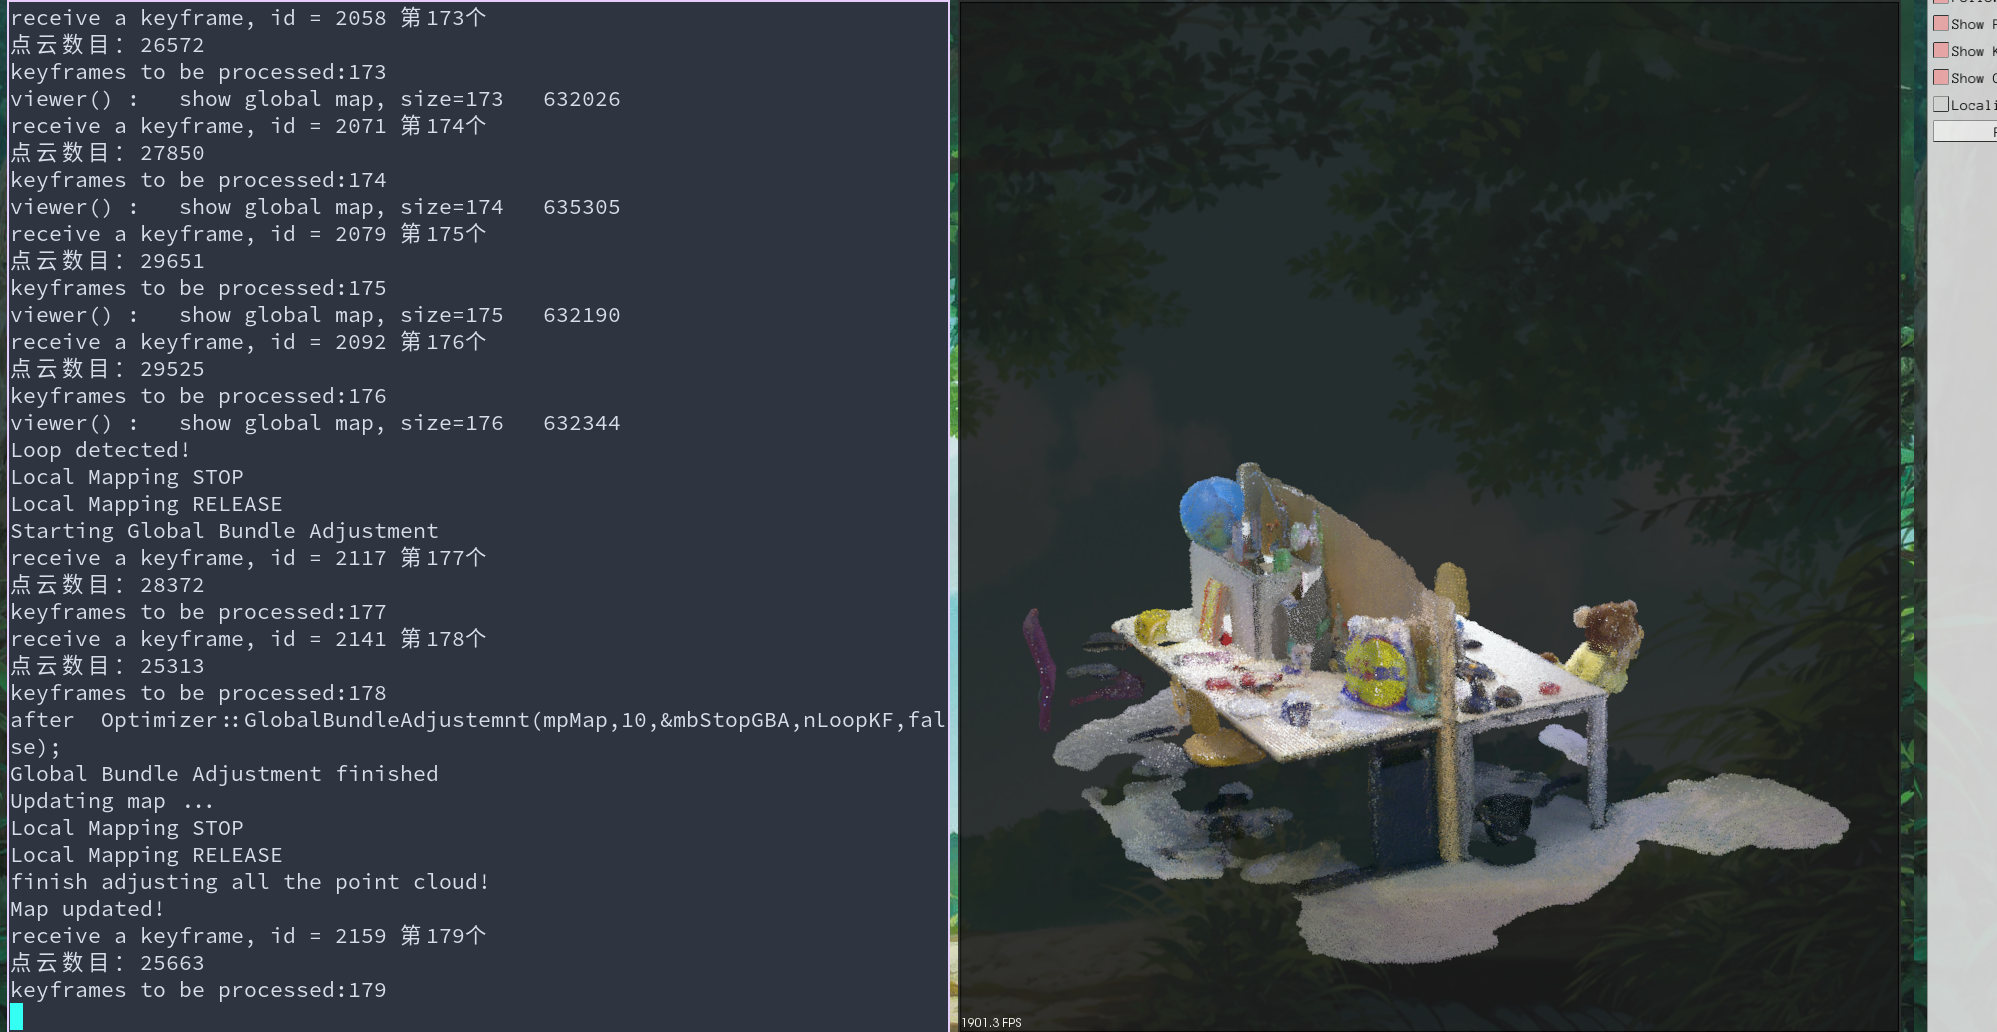 receive a keyframe, id = 2058 第173个
点云数目: 26572
keyframes to be processed:173
viewer() :   show global map, size=173   632026
receive a keyframe, id = 2071 第174个
点云数目: 27850
keyframes to be processed:174
viewer() :   show global map, size=174   635305
receive a keyframe, id = 2079 第175个
点云数目: 29651
keyframes to be processed:175
viewer() :   show global map, size=175   632190
receive a keyframe, id = 2092 第176个
点云数目: 29525
keyframes to be processed:176
viewer() :   show global map, size=176   632344
Loop detected!
Local Mapping STOP
Local Mapping RELEASE
Starting Global Bundle Adjustment
receive a keyframe, id = 2117 第177个
点云数目: 28372
keyframes to be processed:177
receive a keyframe, id = 2141 第178个
点云数目: 25313
keyframes to be processed:178
after  Optimizer::GlobalBundleAdjustemnt(mpMap,10,&mbStopGBA,nLoopKF,fal
se);
Global Bundle Adjustment finished
Updating map ...
Local Mapping STOP
Local Mapping RELEASE
finish adjusting all the point cloud!
Map updated!
receive a keyframe, id = 2159 第179个
点云数目: 25663
keyframes to be processed:179
1901.3 FPS
Show
Show
Show
Locali